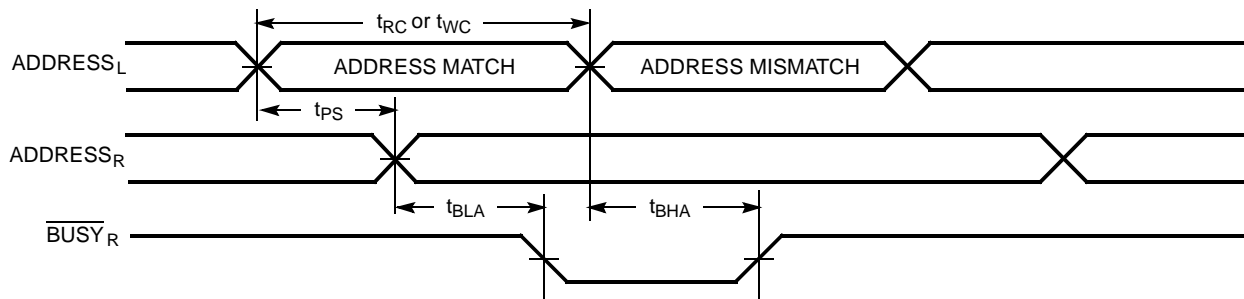 tRC or tWC
ADDRESSL
ADDRESS MATCH
ADDRESS MISMATCH
tPS
ADDRESSR
tBLA
tBHA
BUSYR